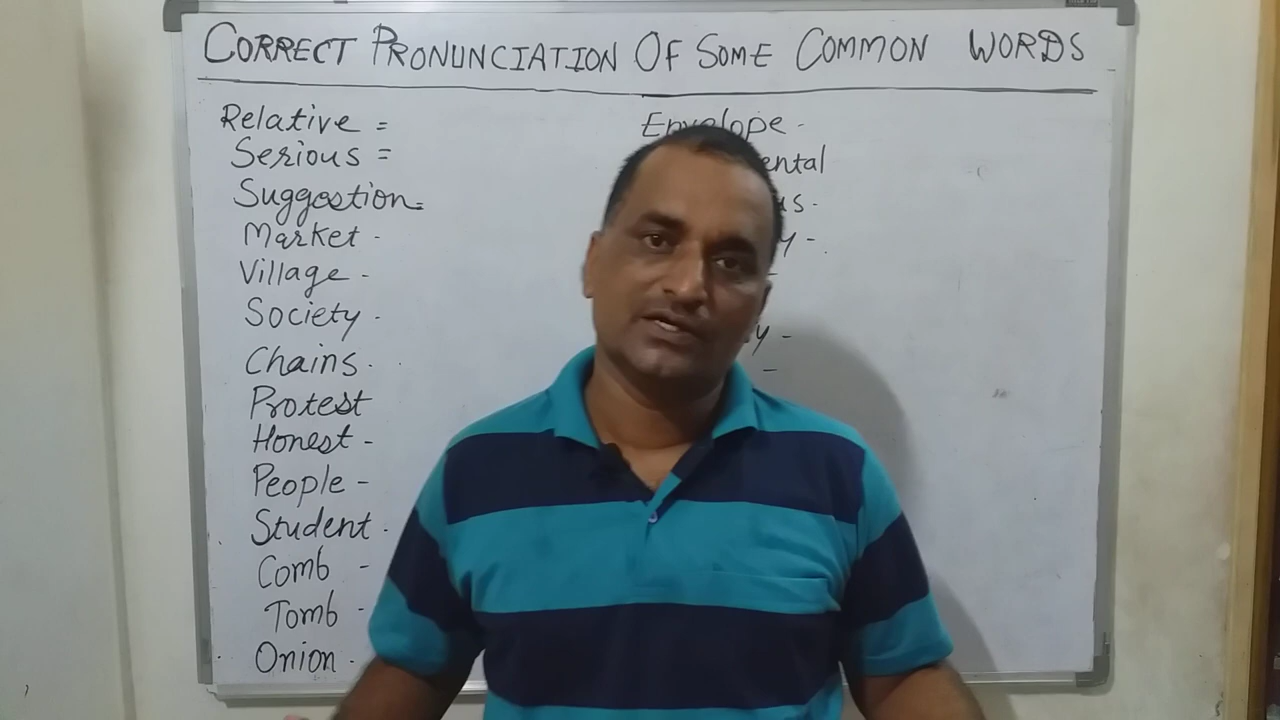 CORRECT PRONUNCIATION OF SOME COMMON WORDS
Relative =
Serious =
Suggestion =
Market -
Village -
Society -
Chains -
Protest
Honest -
People -
Student -
Comb -
Tomb -
Onion -
Envelope -